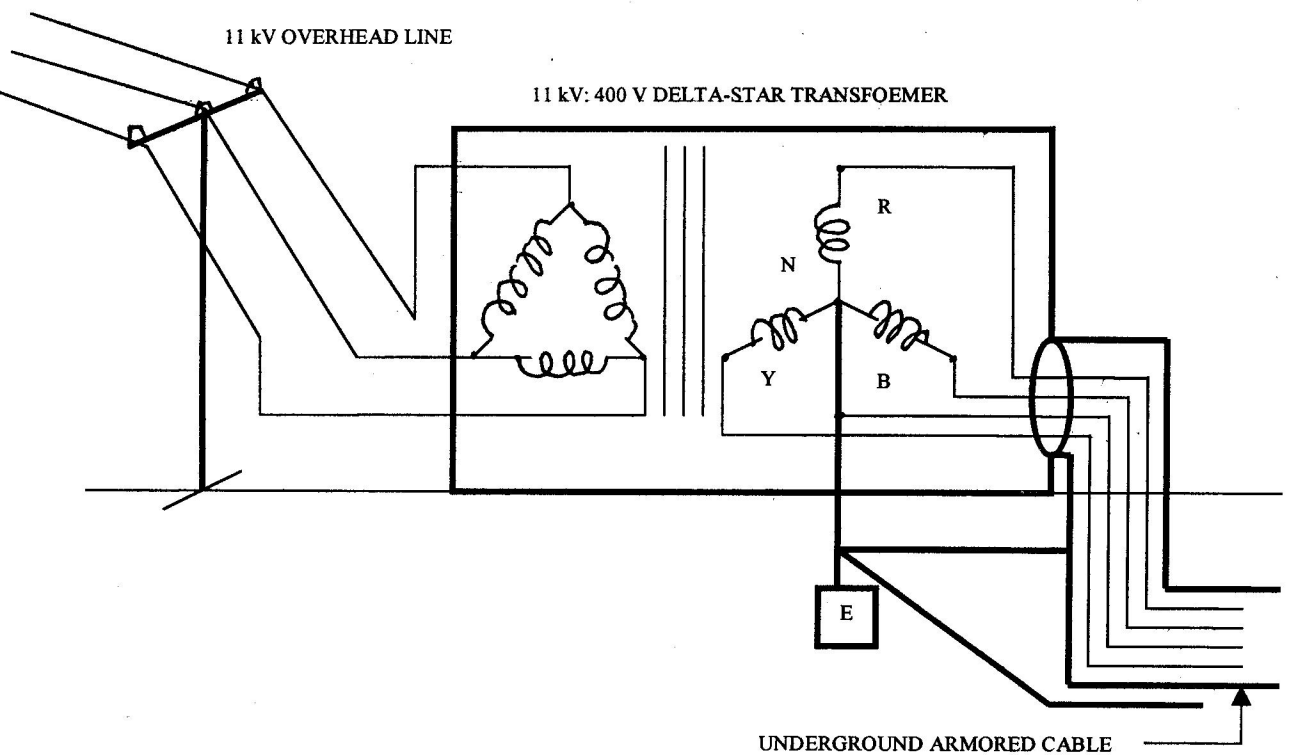 11 kV OVERHEAD LINE
11 kV: 400 V DELTA-STAR TRANSFOEMER
R
N
Y
B
E
UNDERGROUND ARMORED CABLE